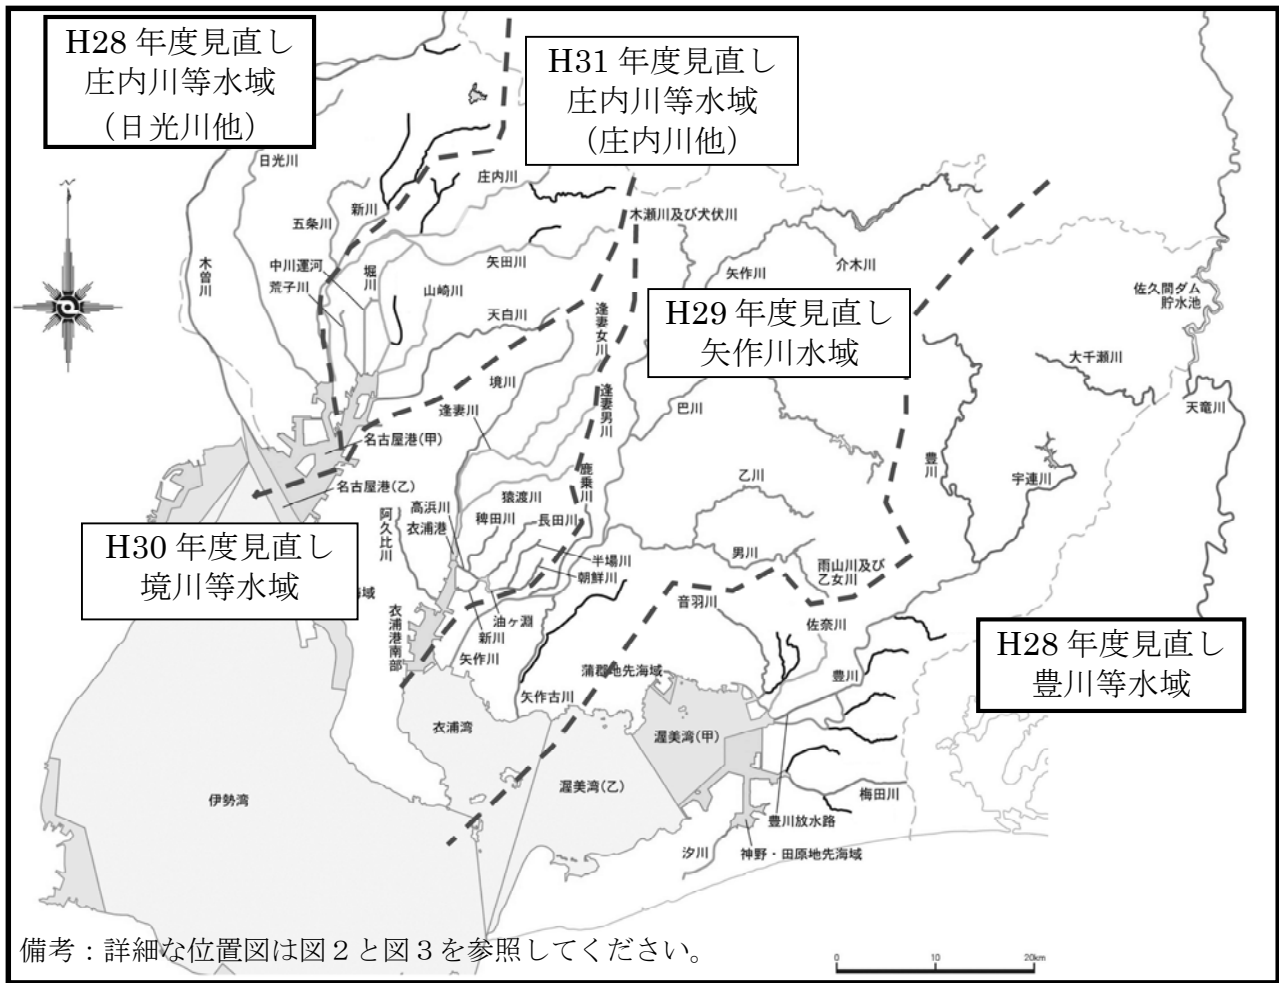 H28 年度見直し
庄内川等水域
（日光川他）
H31 年度見直し
庄内川等水域
（庄内川他）
日光川
庄内川
新川
五条川
木瀬川及び犬伏川
中川運河
荒子川
堀川
矢田川
矢作川
介木川
木曽川
山崎川
天白川
逢妻女川
H29 年度見直し
矢作川水域
佐久間ダム
貯水池
大千瀬川
天竜川
境川
逢妻川
逢妻男川
巴川
名古屋港(甲)
名古屋港(乙)
豊川
宇連川
鹿乗川
乙川
猿渡川
高浜川
衣浦港
稗田川
長田川
阿久比川
H30 年度見直し
境川等水域
域
半場川
朝鮮川
男川
雨山川及び
乙女川
音羽川
佐奈川
油ヶ淵
新川
矢作川
衣浦港南部
H28 年度見直し
豊川等水域
蒲郡地先海域
豊川
矢作古川
衣浦湾
渥美湾(甲)
渥美湾(乙)
伊勢湾
梅田川
豊川放水路
汐川
神野・田原地先海域
備考：詳細な位置図は図２と図３を参照してください。
0 10 20km